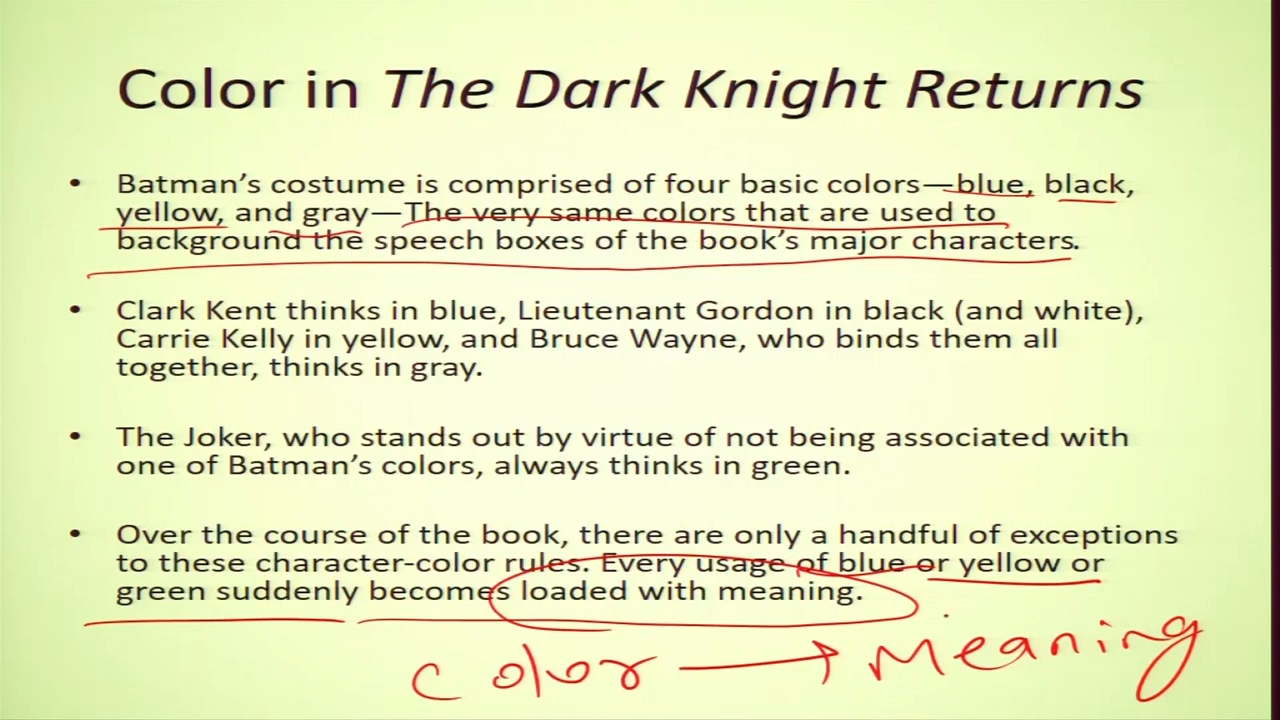 Color in The Dark Knight Returns
• Batman's costume is comprised of four basic colors—blue, black,
yellow, and gray—The very same colors that are used to
background the speech boxes of the book's major characters.
• Clark Kent thinks in blue, Lieutenant Gordon in black (and white),
Carrie Kelly in yellow, and Bruce Wayne, who binds them all
together, thinks in gray.
• The Joker, who stands out by virtue of not being associated with
one of Batman's colors, always thinks in green.
• Over the course of the book, there are only a handful of exceptions
to these character-color rules. Every usage of blue or yellow or
green suddenly becomes loaded with meaning.
Color → Meaning